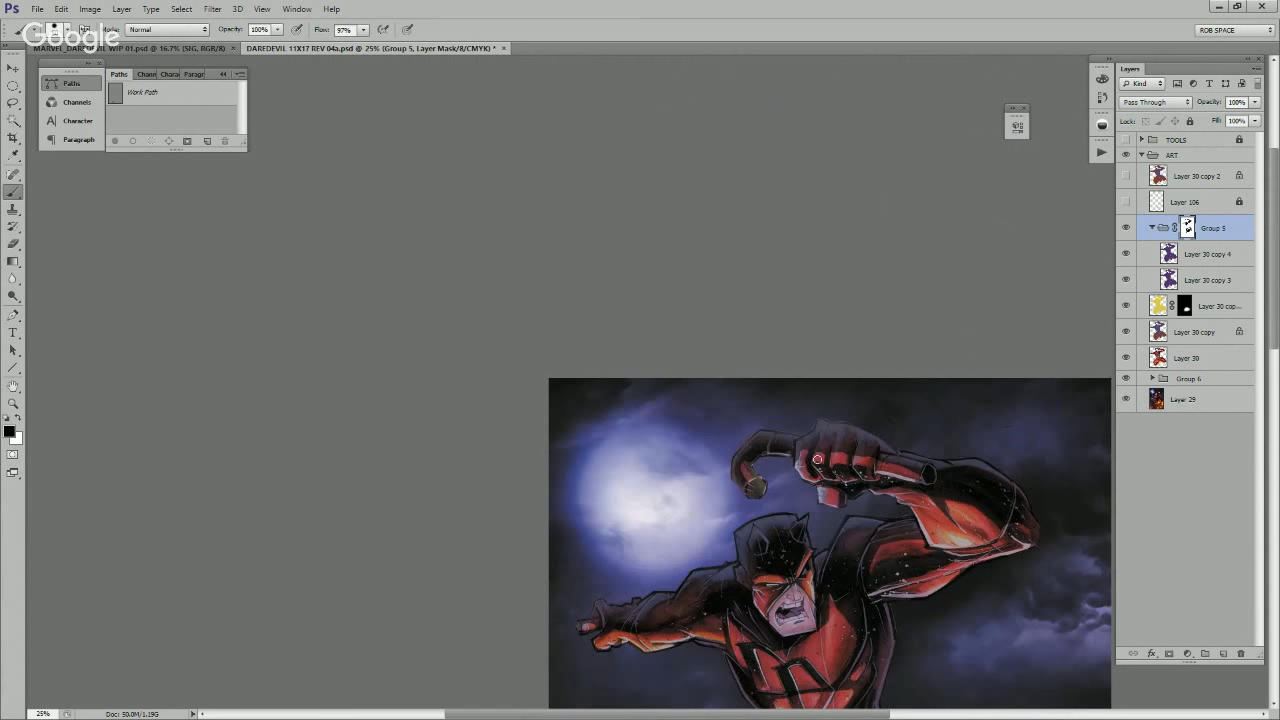 Ps File Edit Image Layer Type Select Filter 3D View Window Help
Google
Mode: Normal Opacity: 100% Flow: 97% ROB SPACE
MARVEL_DAREDEVIL WIP 01.psd @ 16.7% (SIG, RGB/8) × DAREDEVIL 11X17 REV 04a.psd @ 25% (Group 5, Layer Mask/8/CMYK) * ×
Paths
Channels
Character
Paragraph
Paths Chann Chara Paragr
Work Path
Layers
Kind
Pass Through Opacity: 100%
Lock: Fill: 100%
TOOLS
ART
Layer 30 copy 2
Layer 106
Group 5
Layer 30 copy 4
Layer 30 copy 3
Layer 30 cop...
Layer 30 copy
Layer 30
Group 6
Layer 29
25% Doc: 50.0M/1.19G